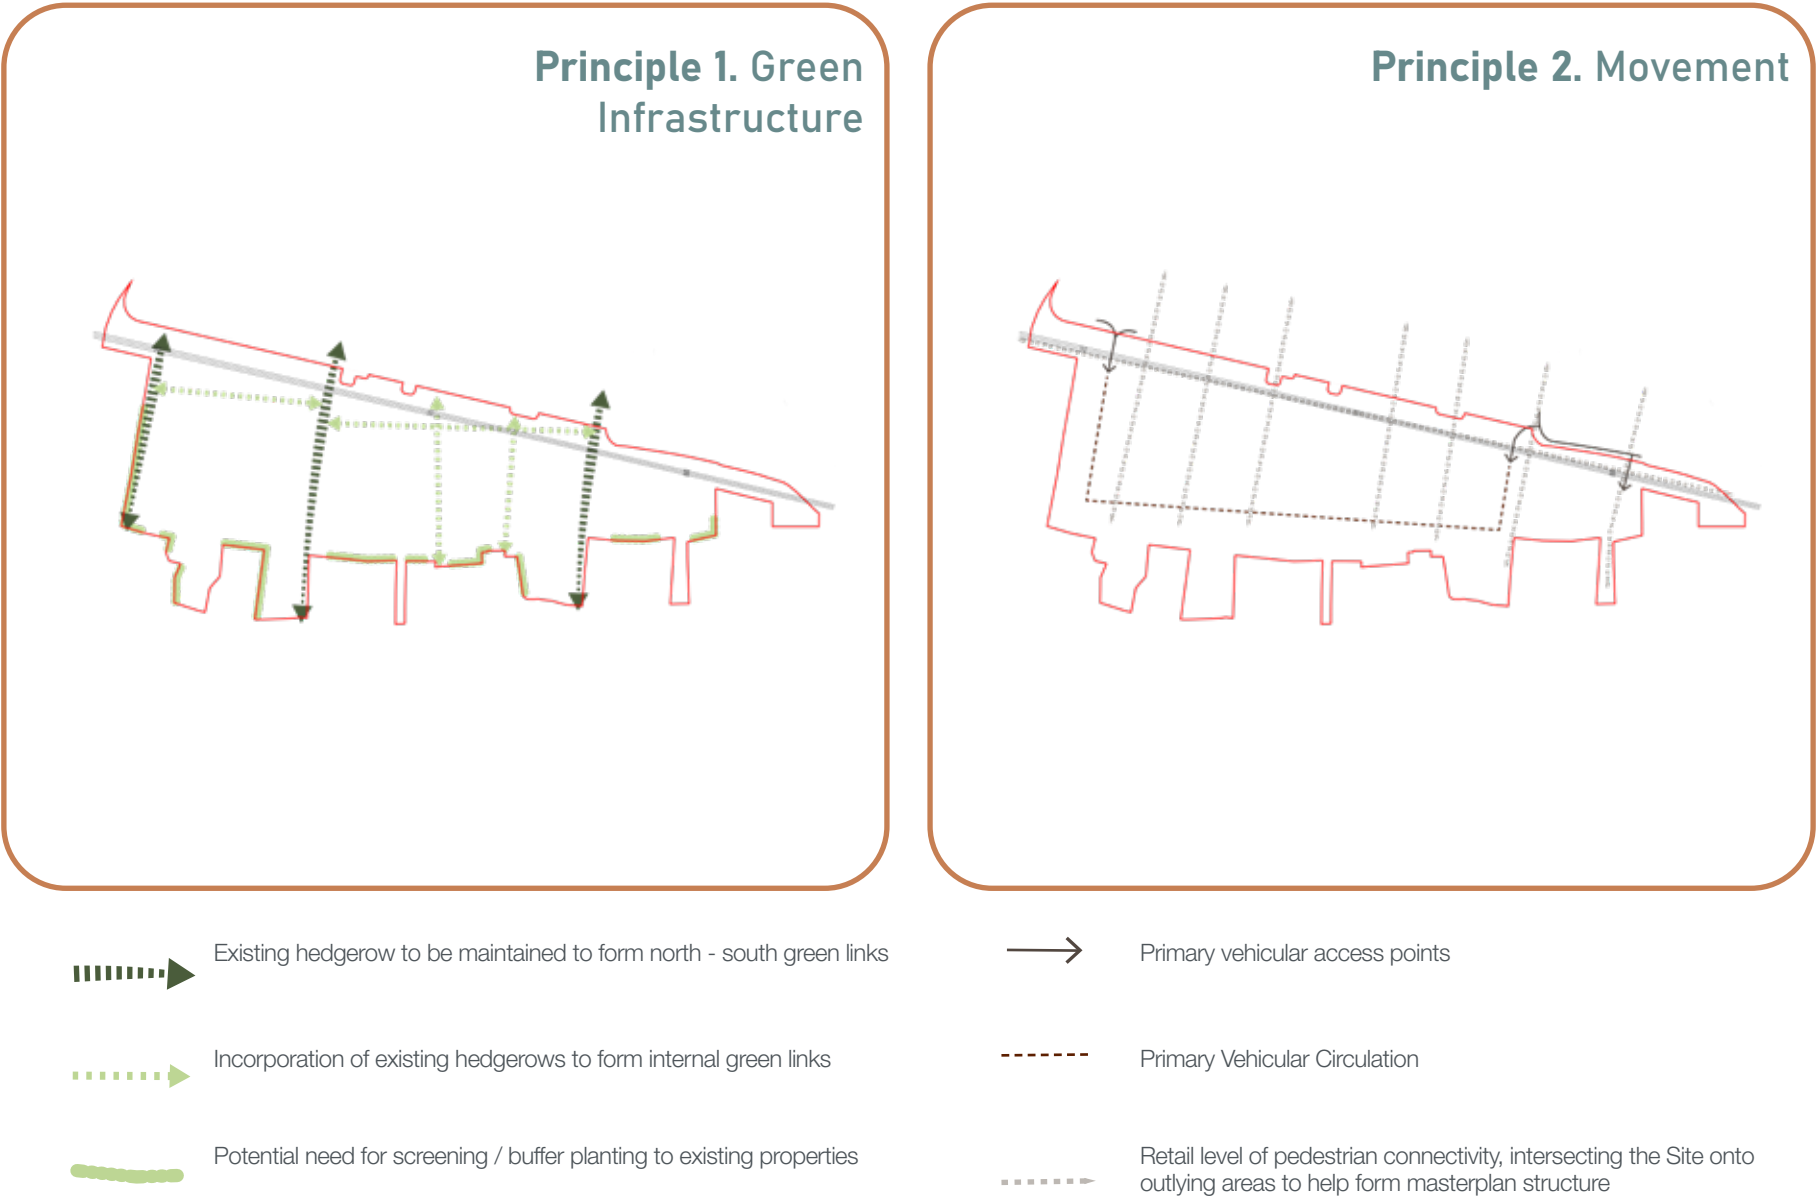 Principle 1. Green
Infrastructure
Principle 2. Movement
Existing hedgerow to be maintained to form north - south green links
Incorporation of existing hedgerows to form internal green links
Potential need for screening / buffer planting to existing properties
Primary vehicular access points
Primary Vehicular Circulation
Retail level of pedestrian connectivity, intersecting the Site onto
outlying areas to help form masterplan structure